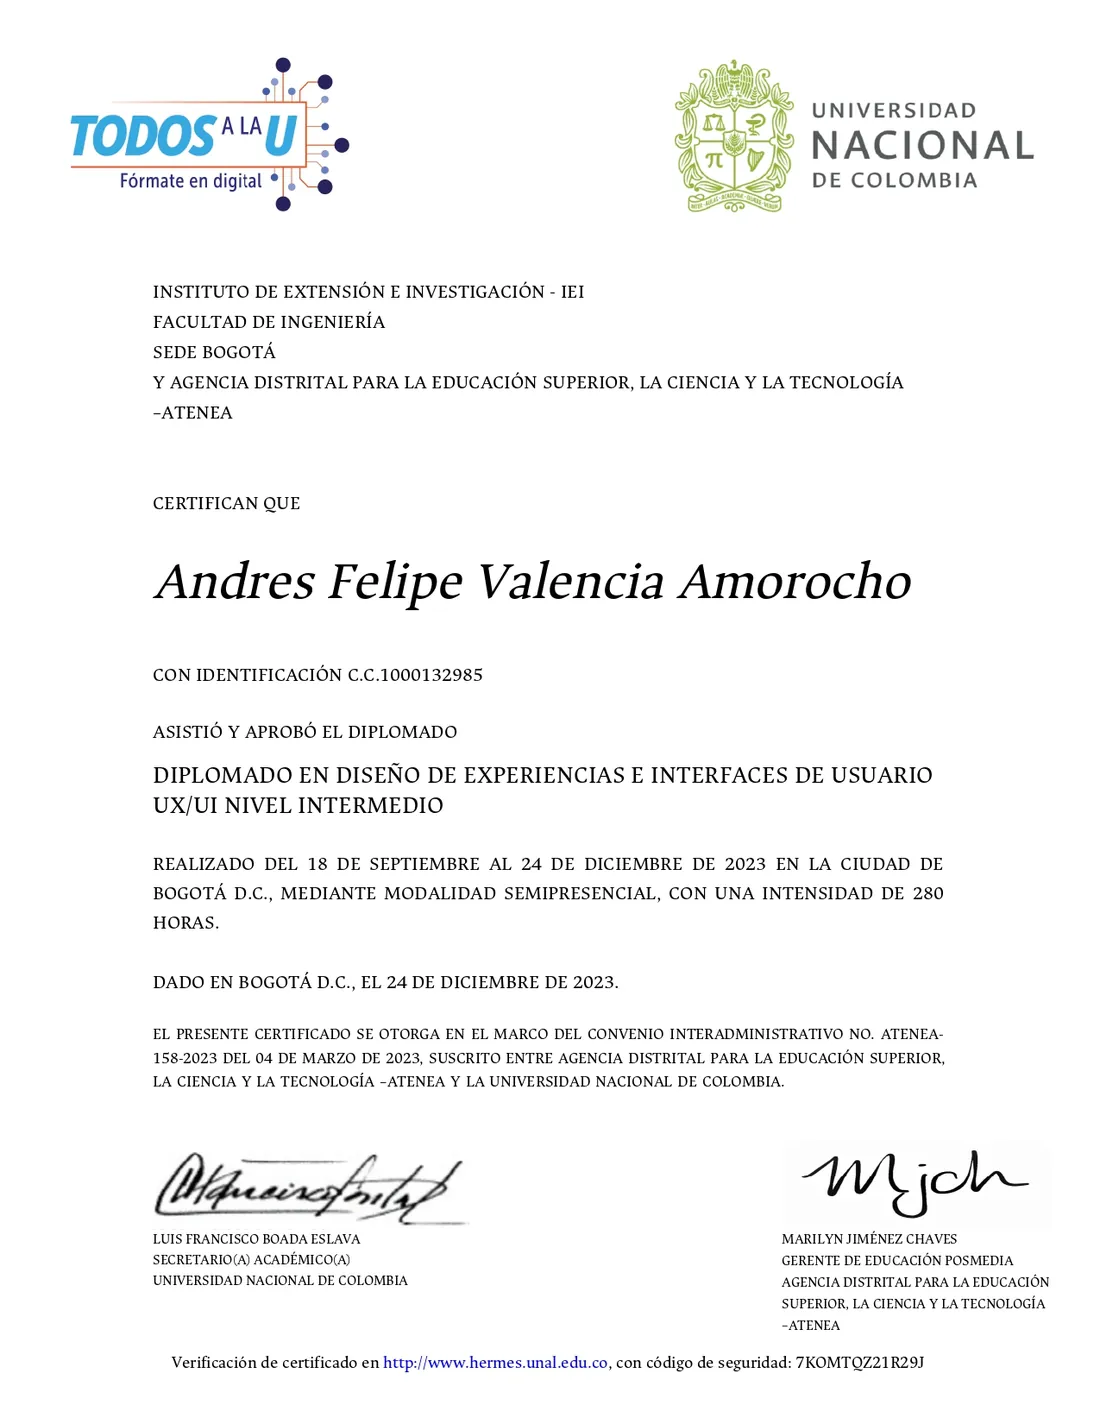 TODOS A LA U
Fórmate en digital
UNIVERSIDAD
NACIONAL
DE COLOMBIA
INSTITUTO DE EXTENSIÓN E INVESTIGACIÓN - IEI
FACULTAD DE INGENIERÍA
SEDE BOGOTÁ
Y AGENCIA DISTRITAL PARA LA EDUCACIÓN SUPERIOR, LA CIENCIA Y LA TECNOLOGÍA
–ATENEA
CERTIFICAN QUE
Andres Felipe Valencia Amorocho
CON IDENTIFICACIÓN C.C.1000132985
ASISTIÓ Y APROBÓ EL DIPLOMADO
DIPLOMADO EN DISEÑO DE EXPERIENCIAS E INTERFACES DE USUARIO
UX/UI NIVEL INTERMEDIO
REALIZADO DEL 18 DE SEPTIEMBRE AL 24 DE DICIEMBRE DE 2023 EN LA CIUDAD DE
BOGOTÁ D.C., MEDIANTE MODALIDAD SEMIPRESENCIAL, CON UNA INTENSIDAD DE 280
HORAS.
DADO EN BOGOTÁ D.C., EL 24 DE DICIEMBRE DE 2023.
EL PRESENTE CERTIFICADO SE OTORGA EN EL MARCO DEL CONVENIO INTERADMINISTRATIVO NO. ATENEA-
158-2023 DEL 04 DE MARZO DE 2023, SUSCRITO ENTRE AGENCIA DISTRITAL PARA LA EDUCACIÓN SUPERIOR,
LA CIENCIA Y LA TECNOLOGÍA –ATENEA Y LA UNIVERSIDAD NACIONAL DE COLOMBIA.
LUIS FRANCISCO BOADA ESLAVA
SECRETARIO(A) ACADÉMICO(A)
UNIVERSIDAD NACIONAL DE COLOMBIA
MARILYN JIMÉNEZ CHAVES
GERENTE DE EDUCACIÓN POSMEDIA
AGENCIA DISTRITAL PARA LA EDUCACIÓN
SUPERIOR, LA CIENCIA Y LA TECNOLOGÍA
–ATENEA
Verificación de certificado en http://www.hermes.unal.edu.co, con código de seguridad: 7KOMTQZ21R29J